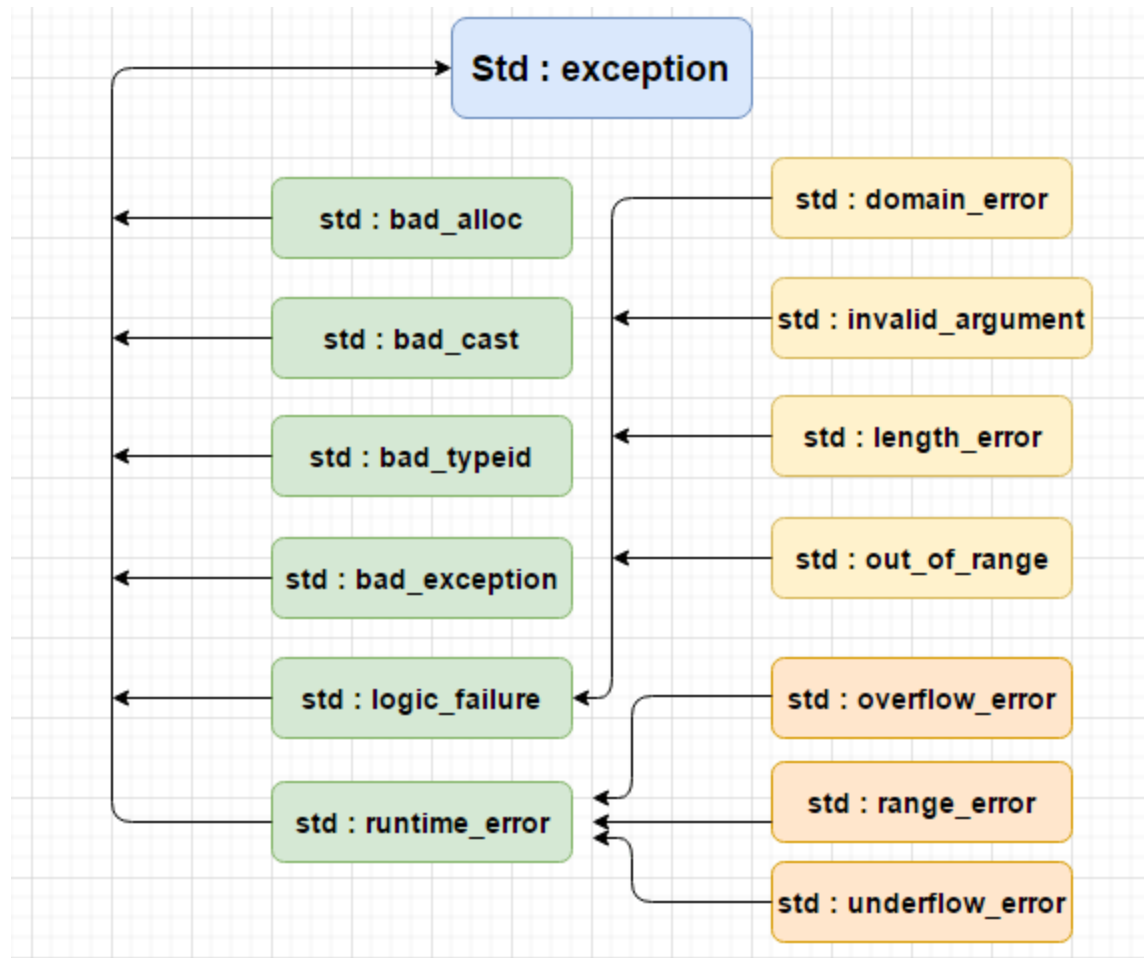 Std : exception
std : bad_alloc
std : bad_cast
std : bad_typeid
std : bad_exception
std : logic_failure
std : runtime_error
std : domain_error
std : invalid_argument
std : length_error
std : out_of_range
std : overflow_error
std : range_error
std : underflow_error